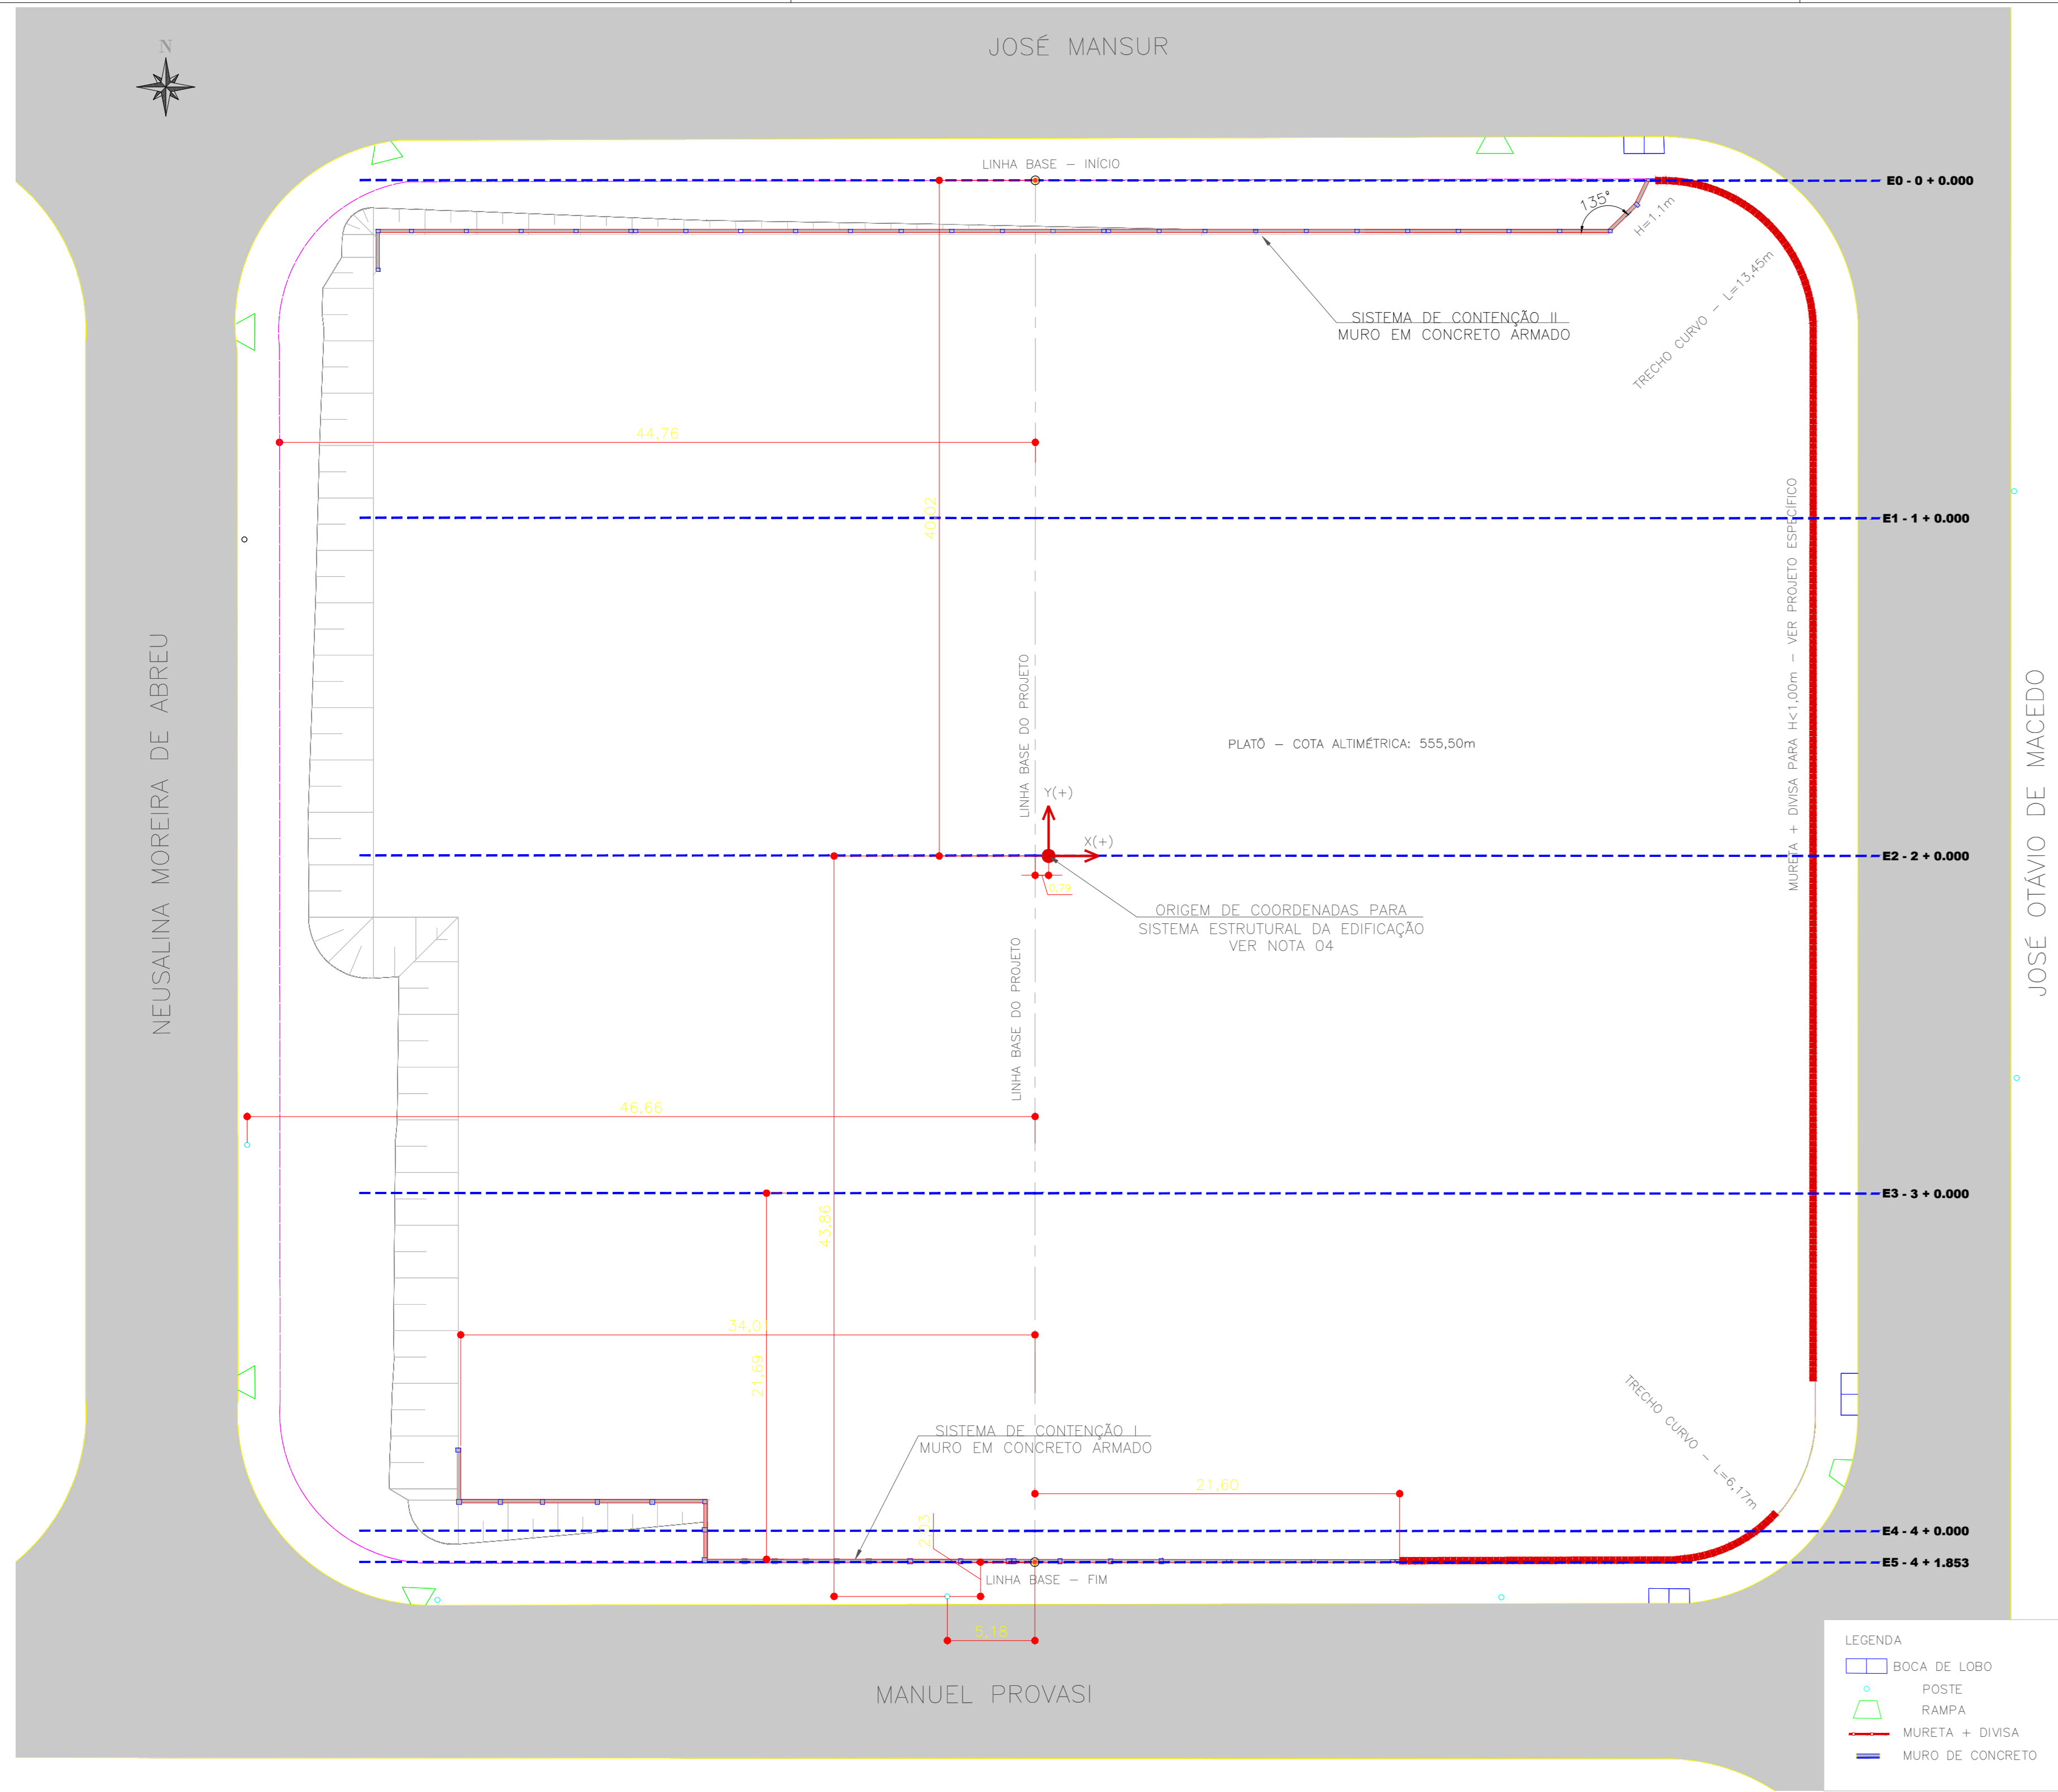 JOSÉ MANSUR
N
LINHA BASE – INÍCIO
E0 - 0 + 0.000
135°
H=1.1m
TRECHO CURVO – L=13,45m
SISTEMA DE CONTENÇÃO II
MURO EM CONCRETO ARMADO
44,76
40,02
E1 - 1 + 0.000
MURETA + DIVISA PARA H<1,00m – VER PROJETO ESPECÍFICO
NEUSALINA MOREIRA DE ABREU
JOSÉ OTÁVIO DE MACEDO
LINHA BASE DO PROJETO
PLATÔ – COTA ALTIMÉTRICA: 555,50m
Y(+)
X(+)
E2 - 2 + 0.000
0,79
ORIGEM DE COORDENADAS PARA
SISTEMA ESTRUTURAL DA EDIFICAÇÃO
VER NOTA 04
LINHA BASE DO PROJETO
46,66
E3 - 3 + 0.000
43,86
34,01
21,69
SISTEMA DE CONTENÇÃO I
MURO EM CONCRETO ARMADO
21,60
TRECHO CURVO – L=6,17m
2,03
E4 - 4 + 0.000
E5 - 4 + 1.853
LINHA BASE – FIM
5,18
MANUEL PROVASI
LEGENDA
BOCA DE LOBO
POSTE
RAMPA
MURETA + DIVISA
MURO DE CONCRETO